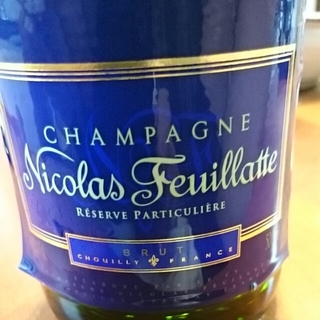 CHAMPAGNE
Nicolas Feuillatte
RÉSERVE PARTICULIÈRE
BRUT
CHOUILLY FRANCE